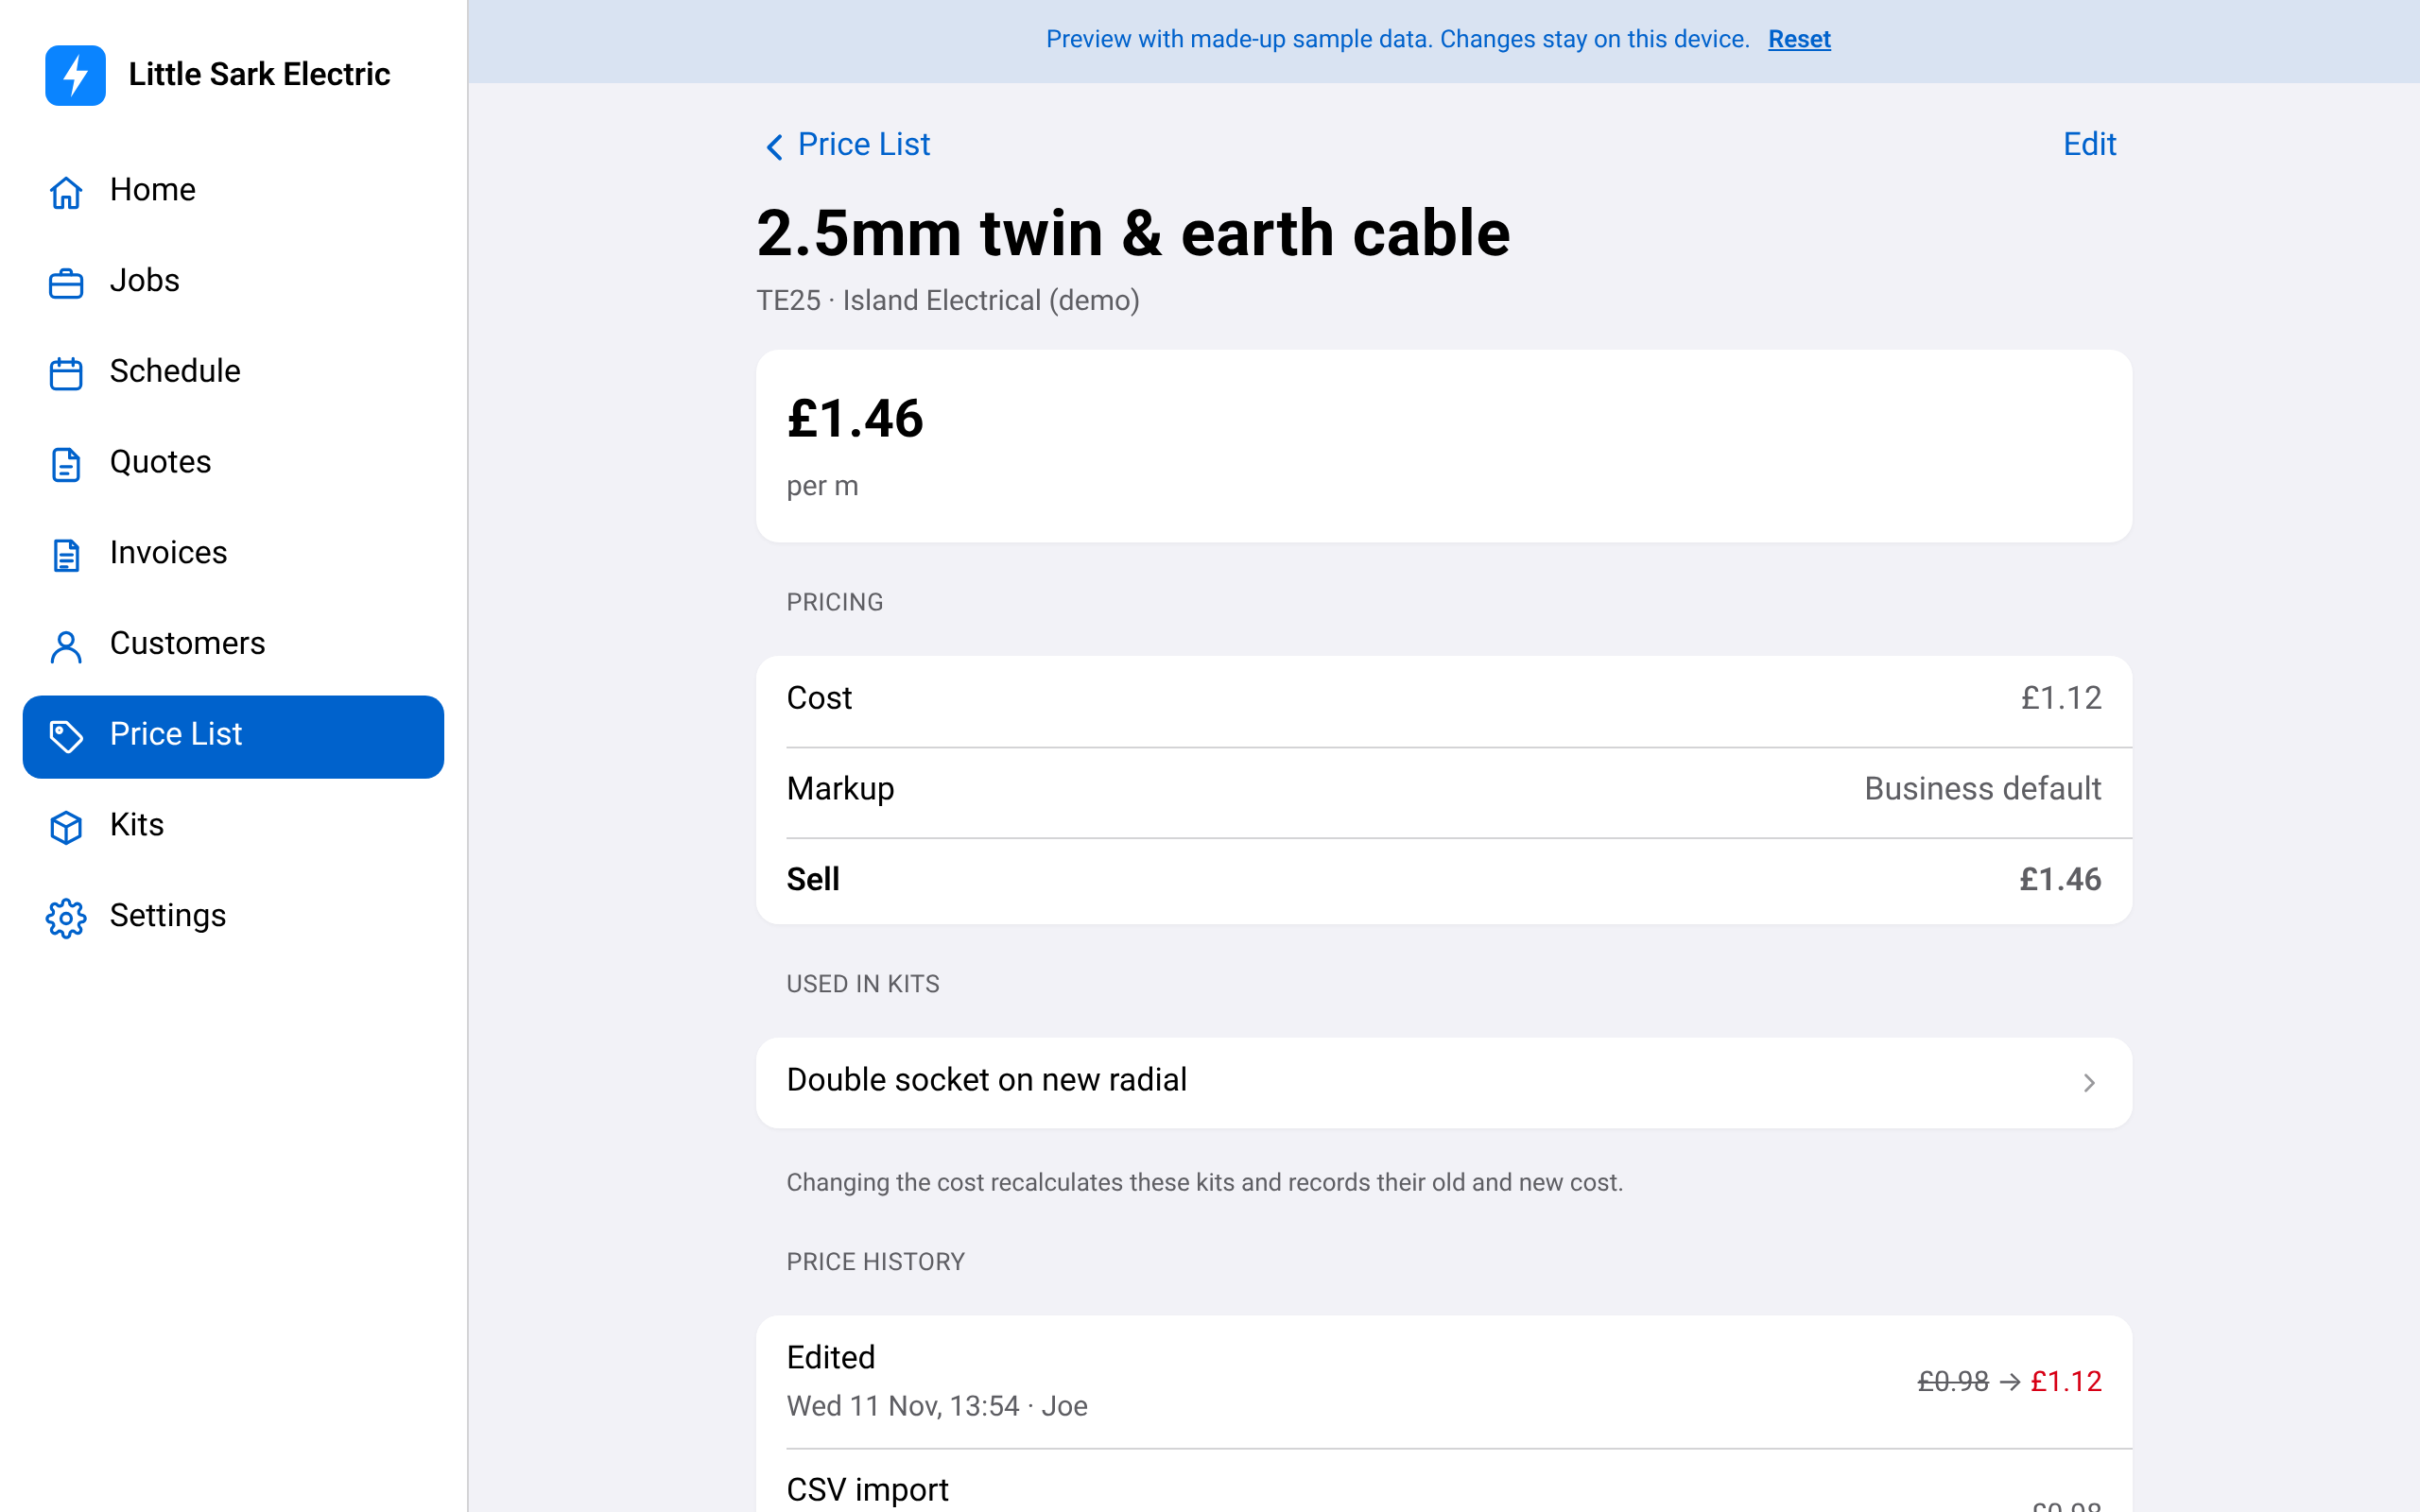 Little Sark Electric
Home
Jobs
Schedule
Quotes
Invoices
Customers
Price List
Kits
Settings
Preview with made-up sample data. Changes stay on this device. Reset
Price List
Edit
2.5mm twin & earth cable
TE25 · Island Electrical (demo)
£1.46
per m
PRICING
Cost £1.12
Markup Business default
Sell £1.46
USED IN KITS
Double socket on new radial
Changing the cost recalculates these kits and records their old and new cost.
PRICE HISTORY
Edited
£0.98 → £1.12
Wed 11 Nov, 13:54 · Joe
CSV import
£0.98